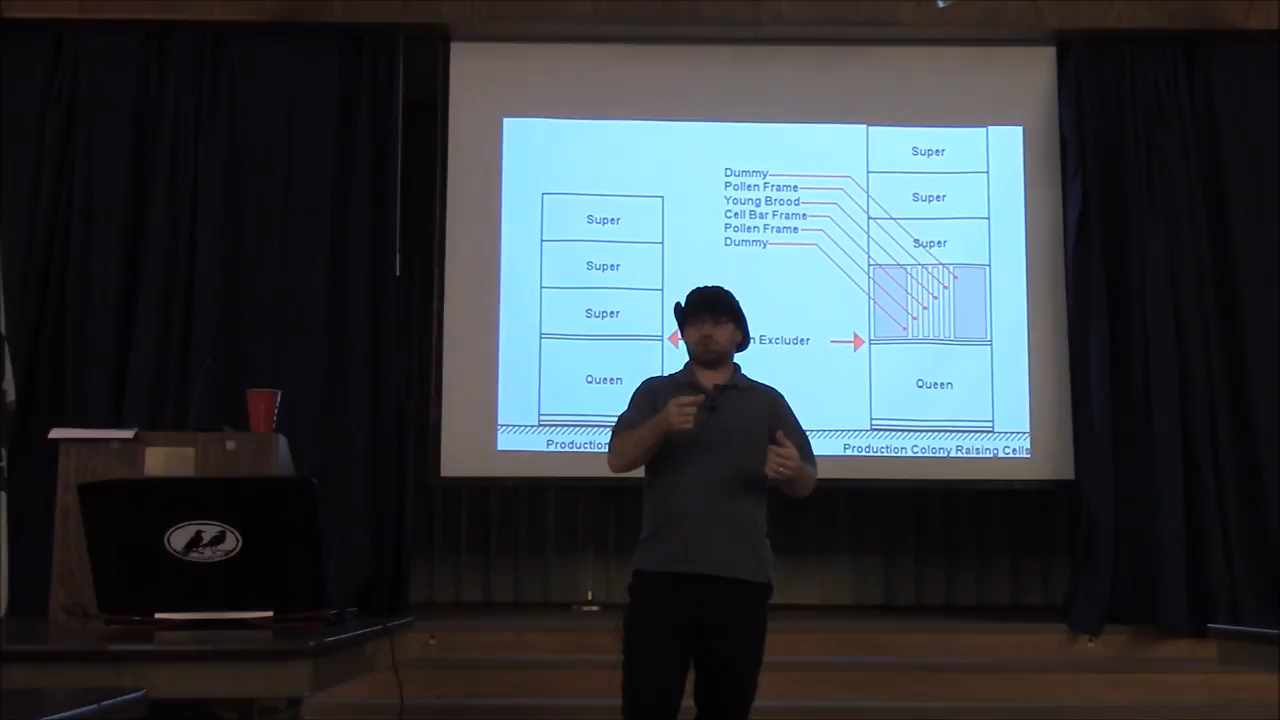 Super
Super
Super
Queen
Production
Dummy
Pollen Frame
Young Brood
Cell Bar Frame
Pollen Frame
Dummy
Excluder
Super
Super
Super
Queen
Production Colony Raising Cells